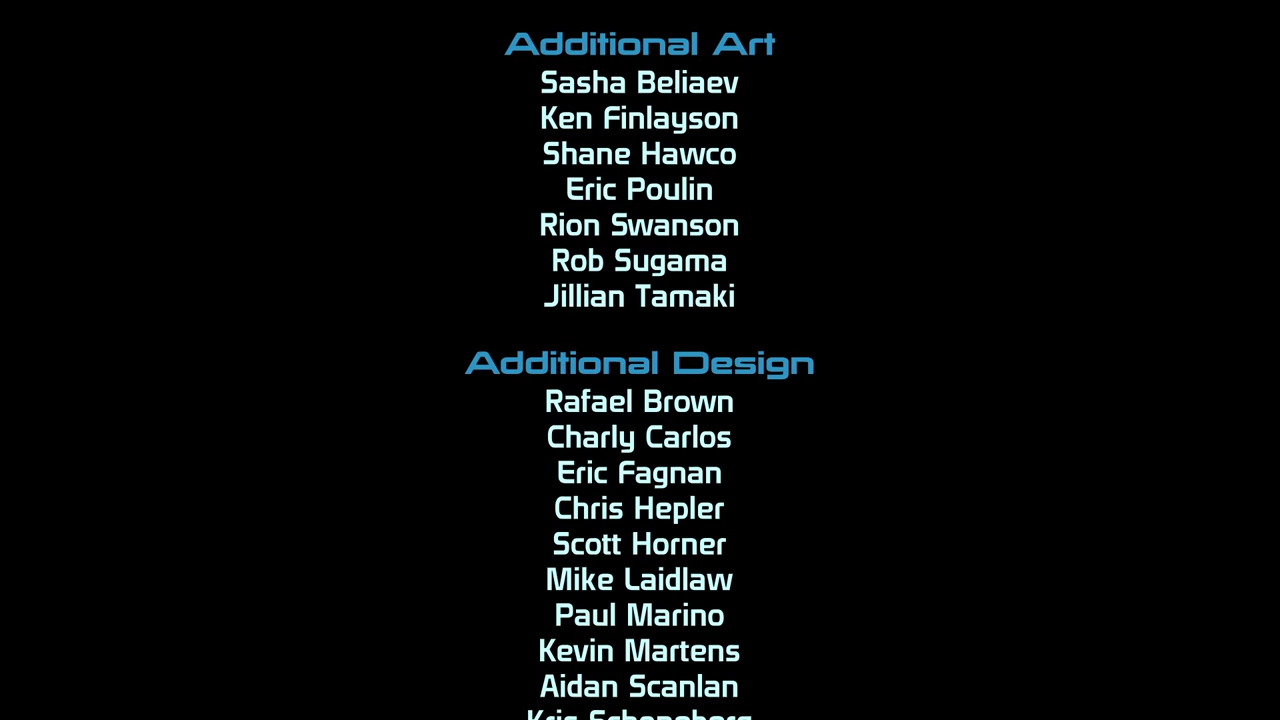 Additional Art
Sasha Beliaev
Ken Finlayson
Shane Hawco
Eric Poulin
Rion Swanson
Rob Sugama
Jillian Tamaki
Additional Design
Rafael Brown
Charly Carlos
Eric Fagnan
Chris Hepler
Scott Horner
Mike Laidlaw
Paul Marino
Kevin Martens
Aidan Scanlan
Kris